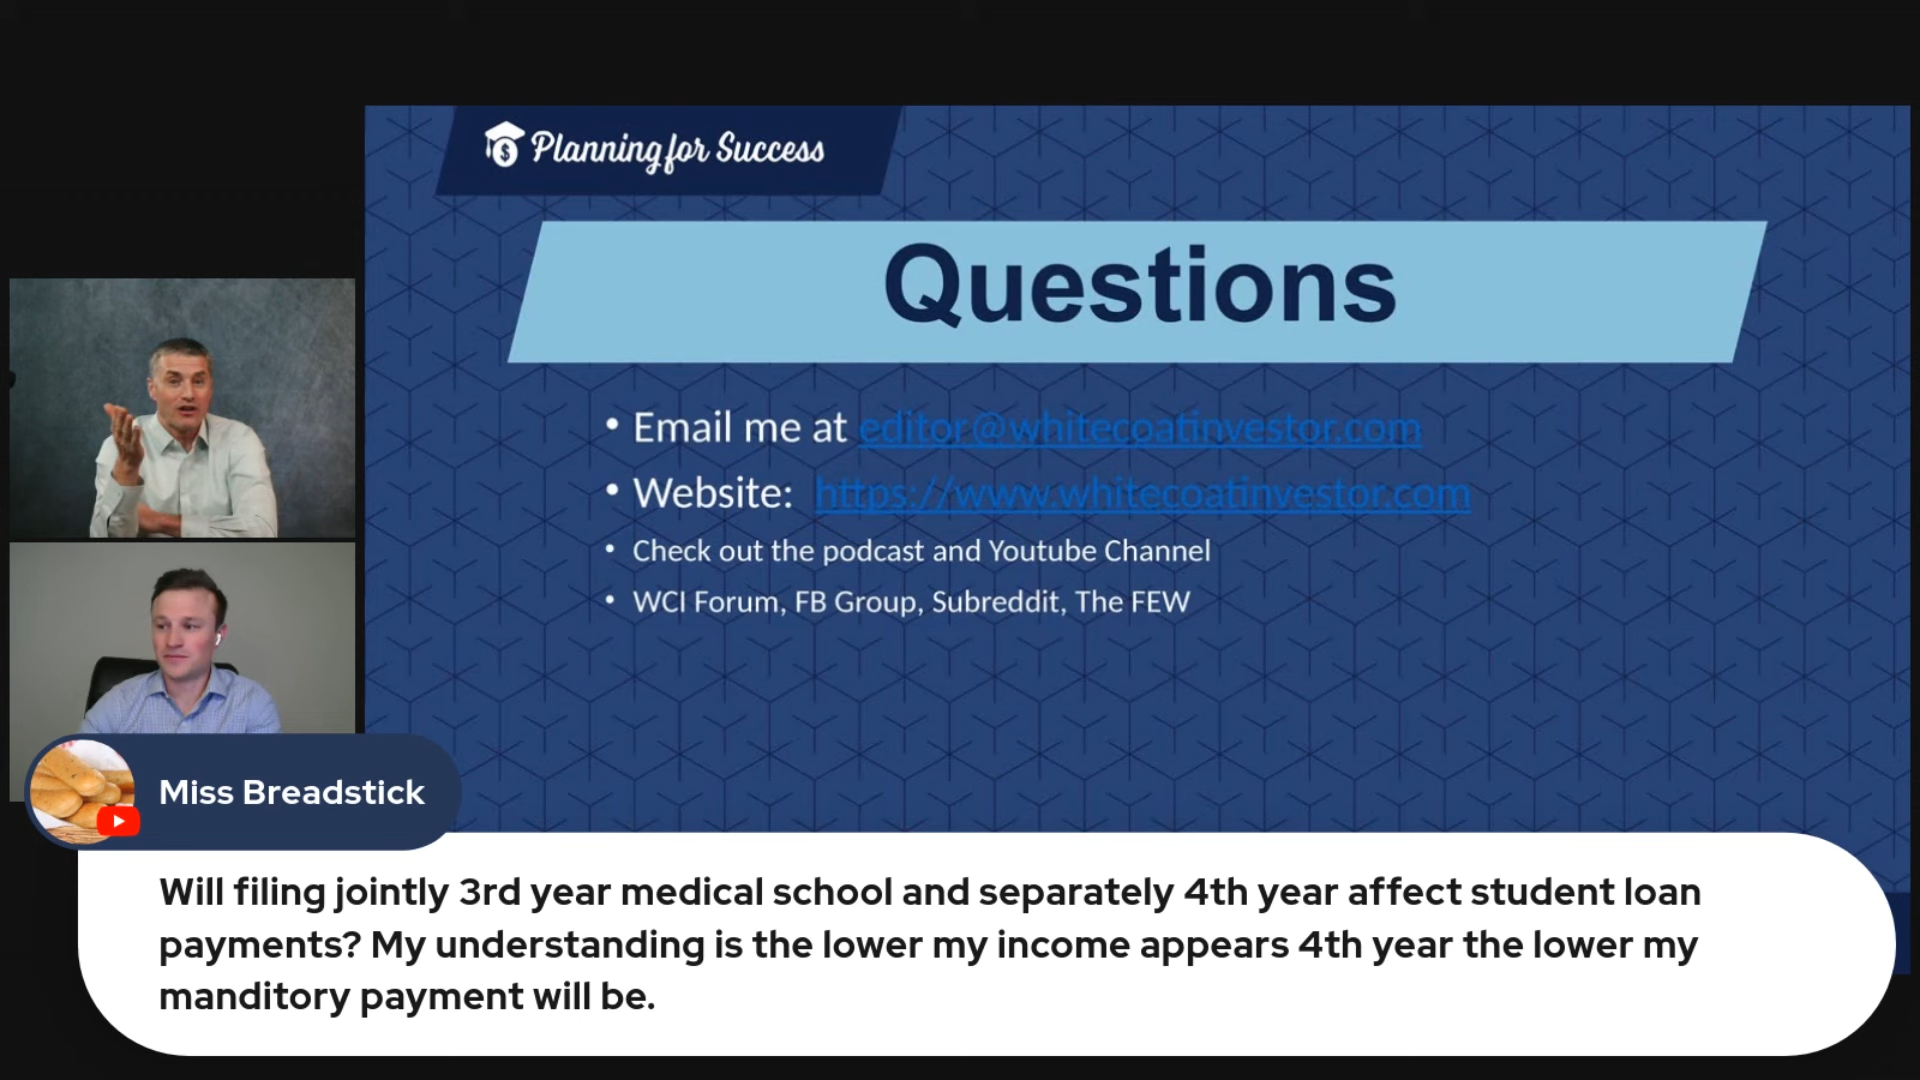 Planning for Success
Questions
• Email me at editor@whitecoatinvestor.com
• Website: https://www.whitecoatinvestor.com
• Check out the podcast and Youtube Channel
• WCI Forum, FB Group, Subreddit, The FEW
Miss Breadstick
Will filing jointly 3rd year medical school and separately 4th year affect student loan
payments? My understanding is the lower my income appears 4th year the lower my
manditory payment will be.